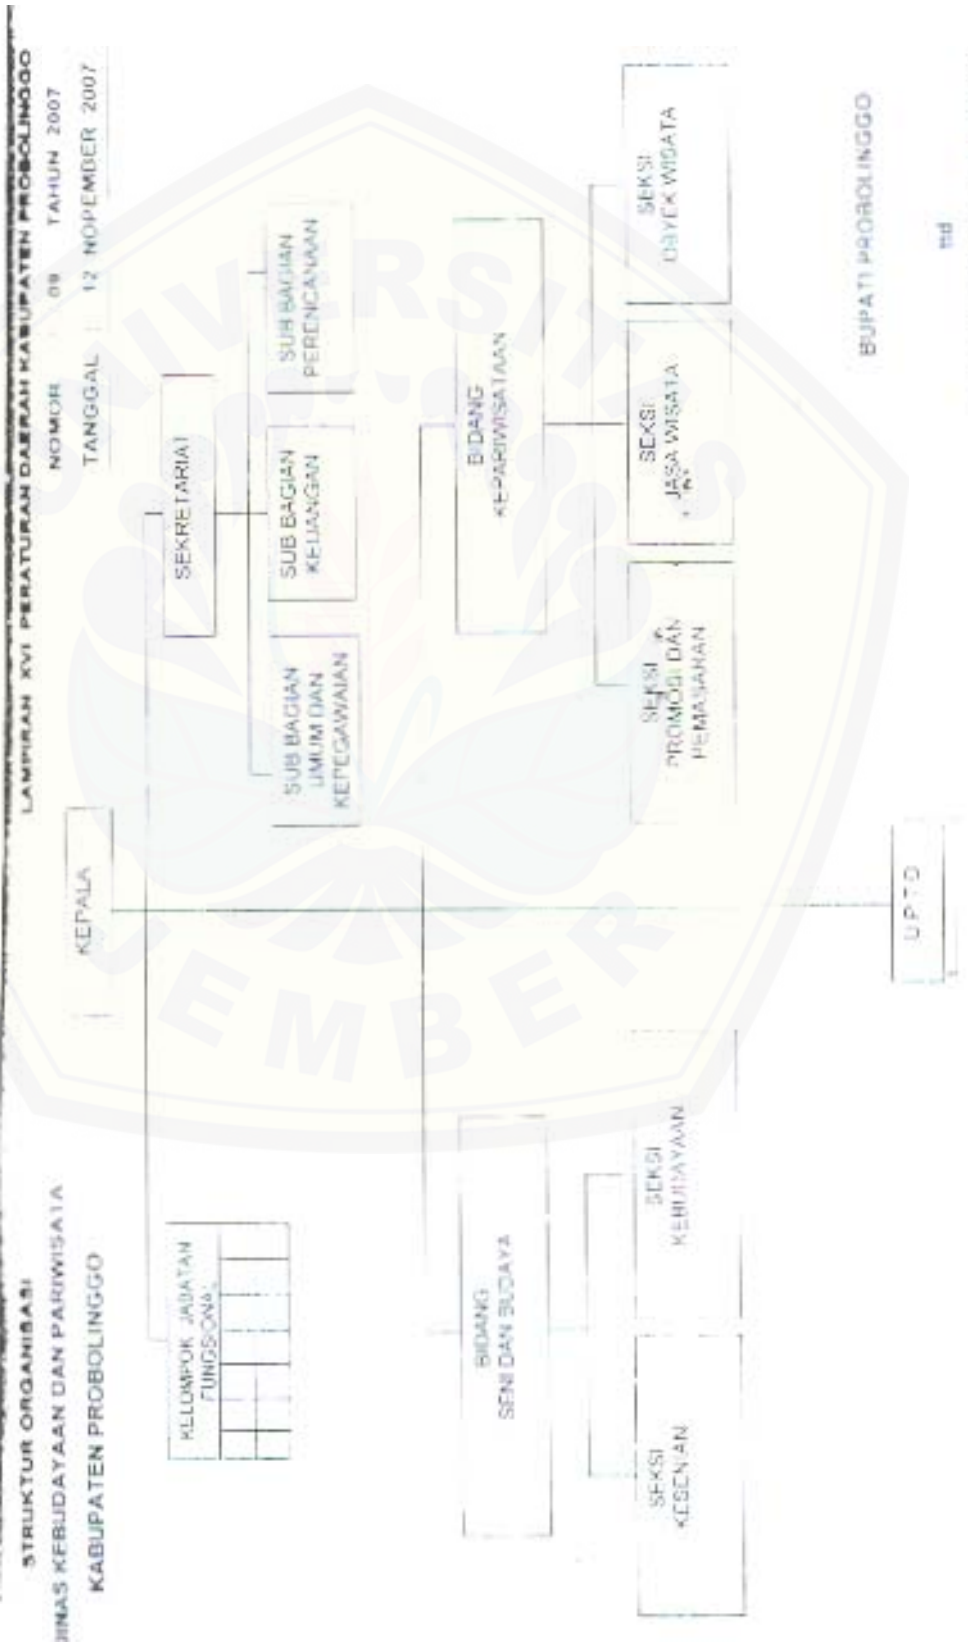 LAMPIRAN XVI PERATURAN DAERAH KABUPATEN PROBOLINGGO
NOMOR : 09 TAHUN 2007
TANGGAL : 12 NOPEMBER 2007
STRUKTUR ORGANISASI
DINAS KEBUDAYAAN DAN PARIWISATA
KABUPATEN PROBOLINGGO
KEPALA
KELOMPOK JABATAN
FUNGSIONAL
SEKRETARIAT
SUB BAGIAN
UMUM DAN
KEPEGAWAIAN
SUB BAGIAN
KEUANGAN
SUB BAGIAN
PERENCANAAN
BIDANG
SENI DAN BUDAYA
BIDANG
KEPARIWISATAAN
SEKSI
KESENIAN
SEKSI
KEBUDAYAAN
SEKSI
PROMOSI DAN
PEMASARAN
SEKSI
JASA WISATA
SEKSI
OBYEK WISATA
UPTD
BUPATI PROBOLINGGO
ttd
UNIVERSITAS
JEMBER